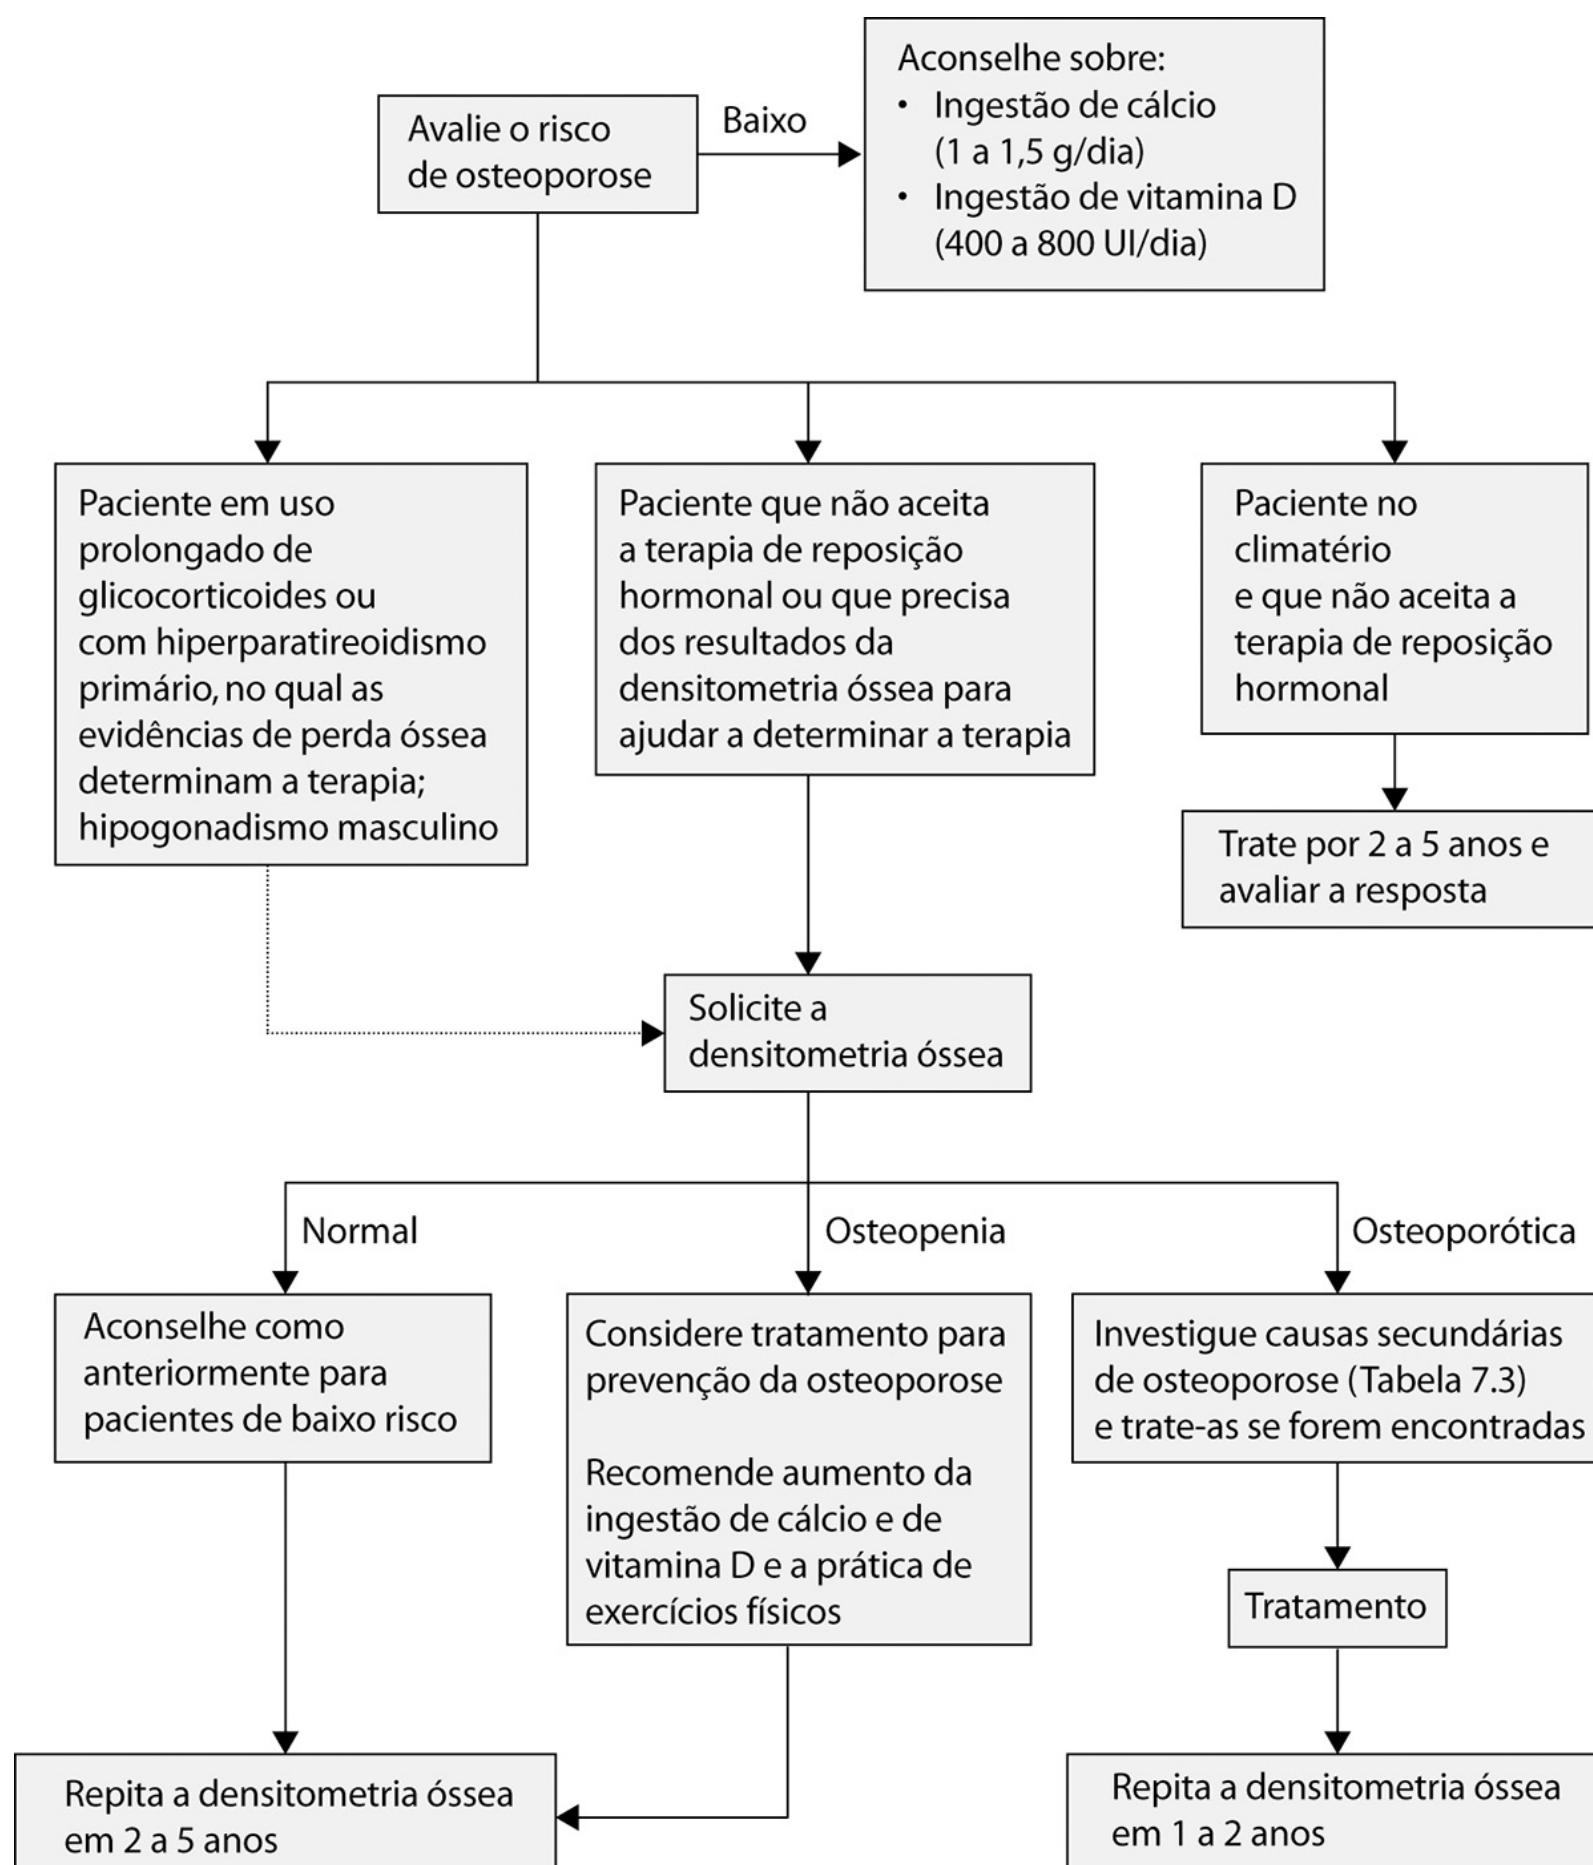 Avalie o risco
de osteoporose
Baixo
Aconselhe sobre:
• Ingestão de cálcio
(1 a 1,5 g/dia)
• Ingestão de vitamina D
(400 a 800 UI/dia)
Paciente em uso
prolongado de
glicocorticoides ou
com hiperparatireoidismo
primário, no qual as
evidências de perda óssea
determinam a terapia;
hipogonadismo masculino
Paciente que não aceita
a terapia de reposição
hormonal ou que precisa
dos resultados da
densitometria óssea para
ajudar a determinar a terapia
Paciente no
climatério
e que não aceita a
terapia de reposição
hormonal
Trate por 2 a 5 anos e
avaliar a resposta
Solicite a
densitometria óssea
Normal
Osteopenia
Osteoporótica
Aconselhe como
anteriormente para
pacientes de baixo risco
Considere tratamento para
prevenção da osteoporose
Recomende aumento da
ingestão de cálcio e de
vitamina D e a prática de
exercícios físicos
Investigue causas secundárias
de osteoporose (Tabela 7.3)
e trate-as se forem encontradas
Tratamento
Repita a densitometria óssea
em 2 a 5 anos
Repita a densitometria óssea
em 1 a 2 anos